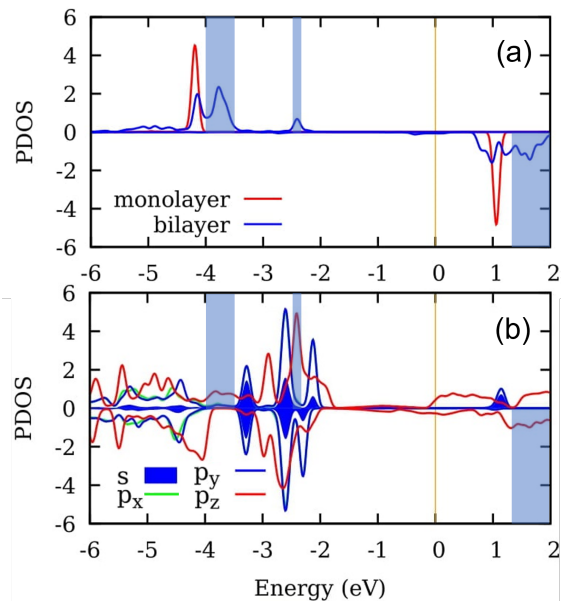 (a)
PDOS
6
4
2
0
-2
-4
-6
monolayer
bilayer
-6 -5 -4 -3 -2 -1 0 1 2
(b)
PDOS
6
4
2
0
-2
-4
-6
s p_y
p_x p_z
-6 -5 -4 -3 -2 -1 0 1 2
Energy (eV)